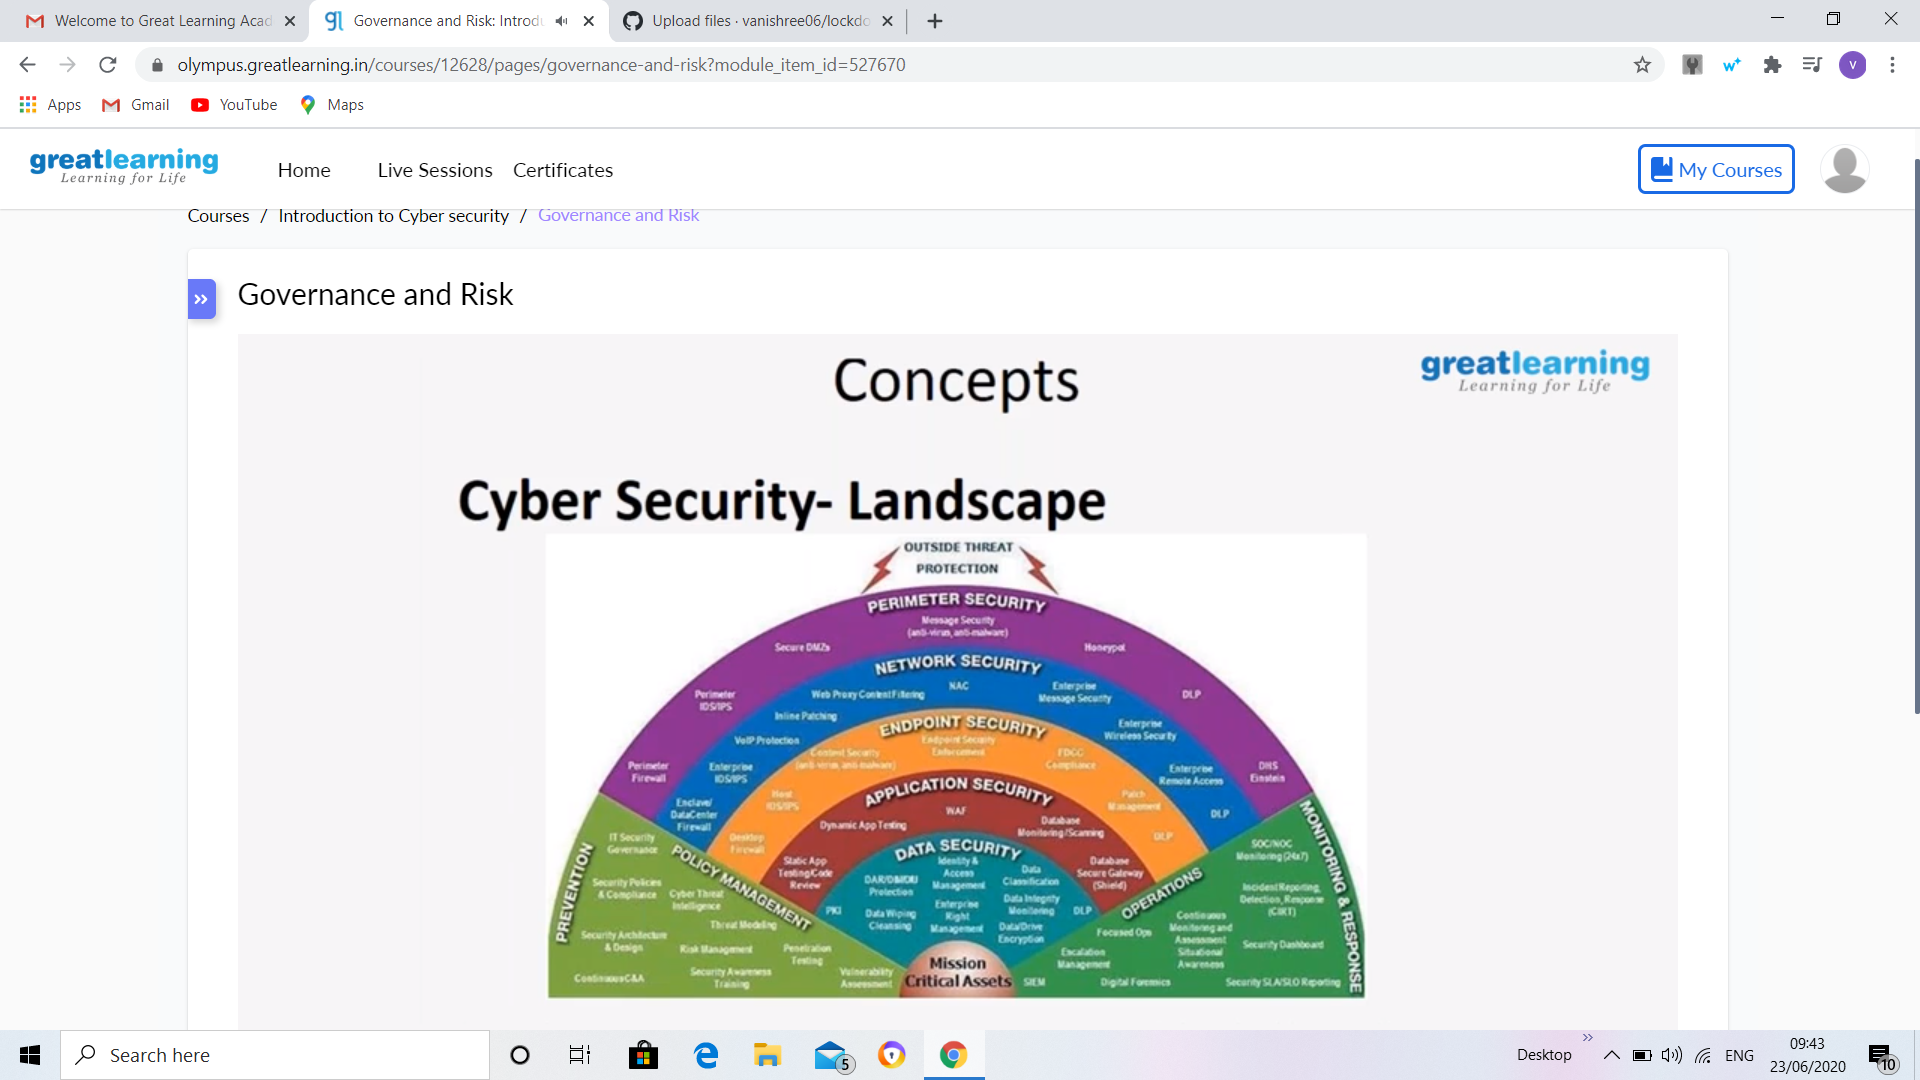 Welcome to Great Learning Acad
Governance and Risk: Introdu
Upload files · vanishree06/lockdo
olympus.greatlearning.in/courses/12628/pages/governance-and-risk?module_item_id=527670
V
Apps
Gmail
YouTube
Maps
greatlearning
Learning for Life
Home
Live Sessions
Certificates
My Courses
Courses / Introduction to Cyber security / Governance and Risk
Governance and Risk
Concepts
greatlearning
Learning for Life
Cyber Security- Landscape
OUTSIDE THREAT
PROTECTION
PERIMETER SECURITY
Message Security
(anti-virus, anti-malware)
Secure DMZs
Honeypot
Perimeter
IDS/IPS
DLP
Perimeter
Firewall
DHS
Einstein
NETWORK SECURITY
NAC
Web Proxy Content Filtering
Enterprise
Message Security
Inline Patching
Enterprise
Wireless Security
VoIP Protection
Enterprise
IDS/IPS
Enterprise
Remote Access
Enclave/
DataCenter
Firewall
DLP
ENDPOINT SECURITY
Endpoint Security
Enforcement
Content Security
(anti-virus, anti-malware)
FDCC
Compliance
Host
IDS/IPS
Patch
Management
Desktop
Firewall
DLP
APPLICATION SECURITY
WAF
Dynamic App Testing
Database
Monitoring/Scanning
Static App
Testing/Code
Review
Database
Secure Gateway
(Shield)
DATA SECURITY
Identity &
Access
Management
DAR/DIM/DIU
Protection
Data
Classification
PKI
Data Wiping
Cleansing
Enterprise
Right
Management
Data Integrity
Monitoring
DLP
Data/Drive
Encryption
Mission
Critical Assets
PREVENTION
POLICY MANAGEMENT
IT Security
Governance
Security Policies
& Compliance
Cyber Threat
Intelligence
Security Architecture
& Design
Threat Modeling
Risk Management
Penetration
Testing
Continuous C&A
Security Awareness
Training
Vulnerability
Assessment
OPERATIONS
MONITORING & RESPONSE
SOC/NOC
Monitoring (24x7)
Incident Reporting,
Detection, Response
(CIRT)
Focused Ops
Continuous
Monitoring and
Assessment
Situational
Awareness
Security Dashboard
Escalation
Management
SIEM
Digital Forensics
Security SLA/SLO Reporting
Search here
5
Desktop
ENG
09:43
23/06/2020
10